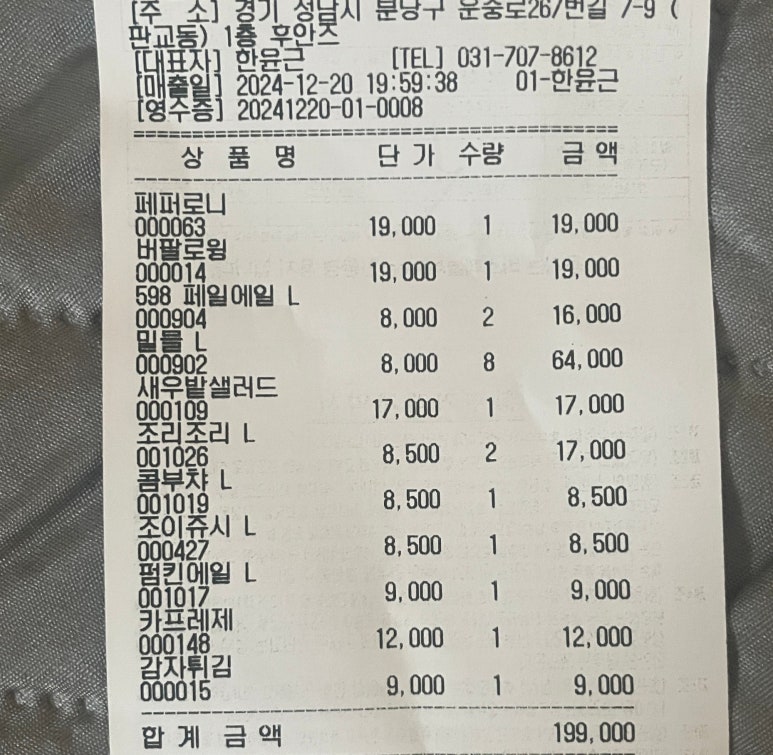 [주 소] 경기 성남시 분당구 운중로267번길 7-9 (
판교동) 1층 후안즈
[대표자] 한윤근 [TEL] 031-707-8612
[매출일] 2024-12-20 19:59:38 01-한윤근
[영수증] 20241220-01-0008
상 품 명 단 가 수량 금 액
페퍼로니
000063 19,000 1 19,000
버팔로윙
000014 19,000 1 19,000
598 페일에일 L
000904 8,000 2 16,000
밀물 L
000902 8,000 8 64,000
새우밭샐러드
000109 17,000 1 17,000
조리조리 L
001026 8,500 2 17,000
콤부챠 L
001019 8,500 1 8,500
조이쥬시 L
000427 8,500 1 8,500
펌킨에일 L
001017 9,000 1 9,000
카프레제
000148 12,000 1 12,000
감자튀김
000015 9,000 1 9,000
합 계 금 액 199,000